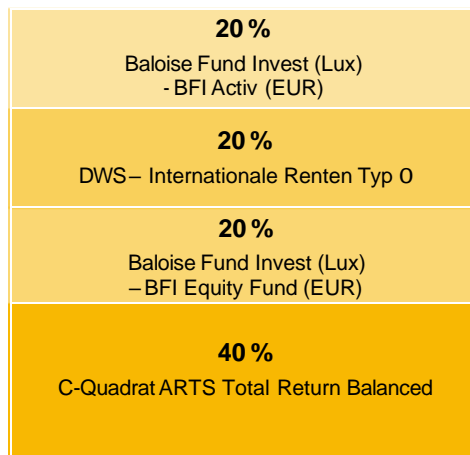 20 %
Baloise Fund Invest (Lux)
- BFI Activ (EUR)
20 %
DWS – Internationale Renten Typ O
20 %
Baloise Fund Invest (Lux)
– BFI Equity Fund (EUR)
40 %
C-Quadrat ARTS Total Return Balanced